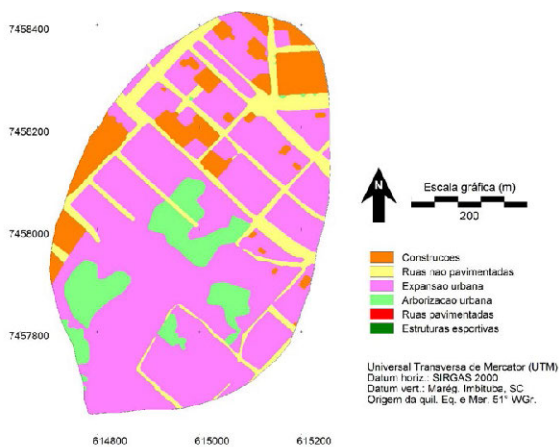 7458400
7458200
7458000
7457800
614800
615000
615200
N
Escala gráfica (m)
200
Construcoes
Ruas nao pavimentadas
Expansao urbana
Arborizacao urbana
Ruas pavimentadas
Estruturas esportivas
Universal Transversa de Mercator (UTM)
Datum horiz.: SIRGAS 2000
Datum vert.: Marég. Imbituba, SC
Origem da quil. Eq. e Mer. 51° WGr.